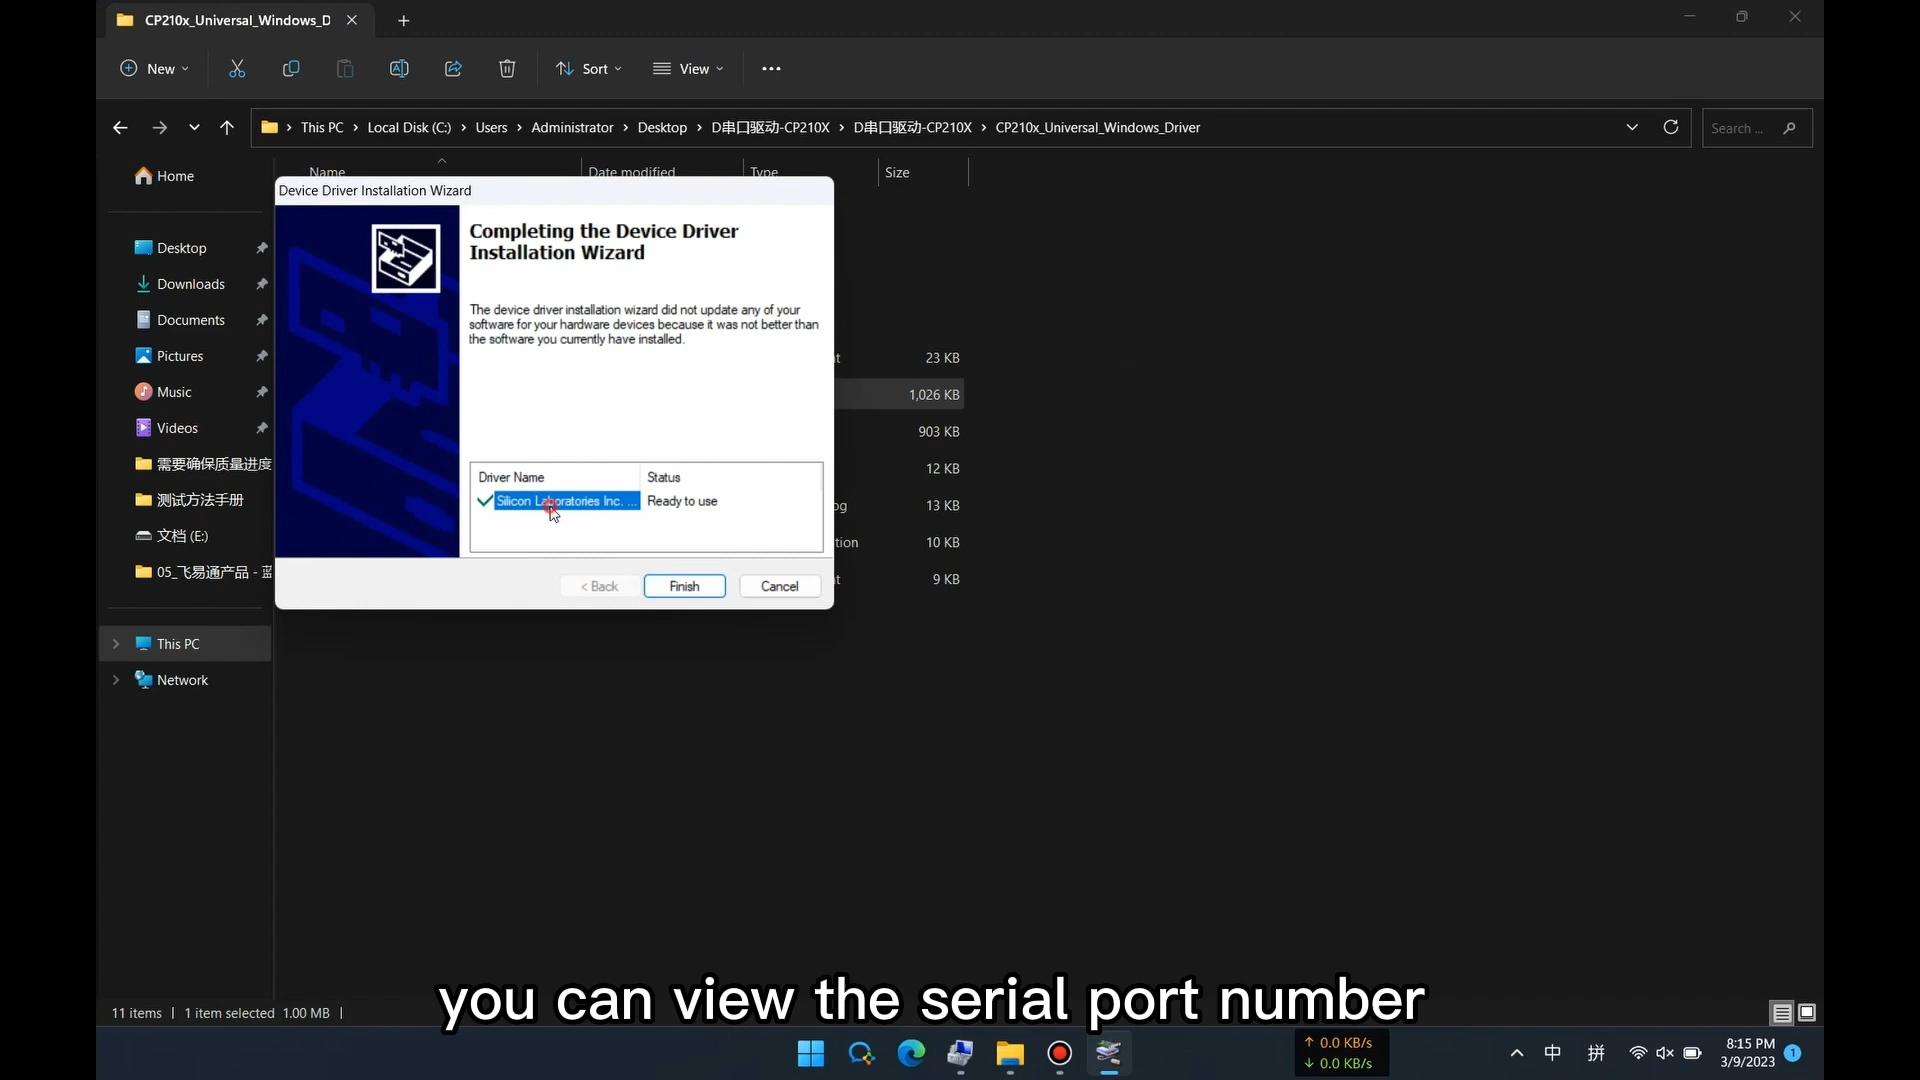 CP210x_Universal_Windows_D
New
Sort
View
This PC > Local Disk (C:) > Users > Administrator > Desktop > D串口驱动-CP210X > D串口驱动-CP210X > CP210x_Universal_Windows_Driver
Search ...
Home
Name
Date modified
Type
Size
Device Driver Installation Wizard
Completing the Device Driver
Installation Wizard
The device driver installation wizard did not update any of your
software for your hardware devices because it was not better than
the software you currently have installed.
Driver Name
Status
Silicon Laboratories Inc. ...
Ready to use
< Back
Finish
Cancel
Desktop
Downloads
Documents
Pictures
Music
Videos
需要确保质量进度
测试方法手册
文档 (E:)
05_飞易通产品 - 蓝
This PC
Network
t 23 KB
1,026 KB
903 KB
12 KB
og 13 KB
tion 10 KB
t 9 KB
you can view the serial port number
11 items
1 item selected 1.00 MB
↑ 0.0 KB/s
↓ 0.0 KB/s
中
拼
8:15 PM
3/9/2023
1